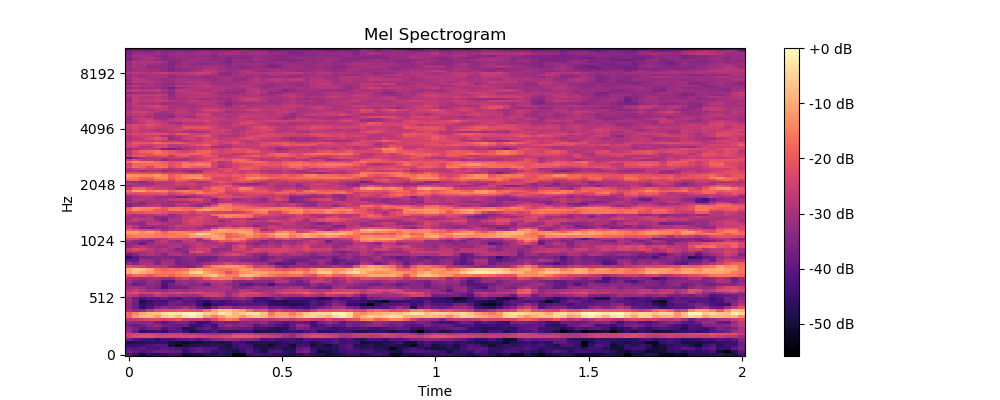 Mel Spectrogram
Hz
8192
4096
2048
1024
512
0
0
0.5
1
1.5
2
Time
+0 dB
-10 dB
-20 dB
-30 dB
-40 dB
-50 dB